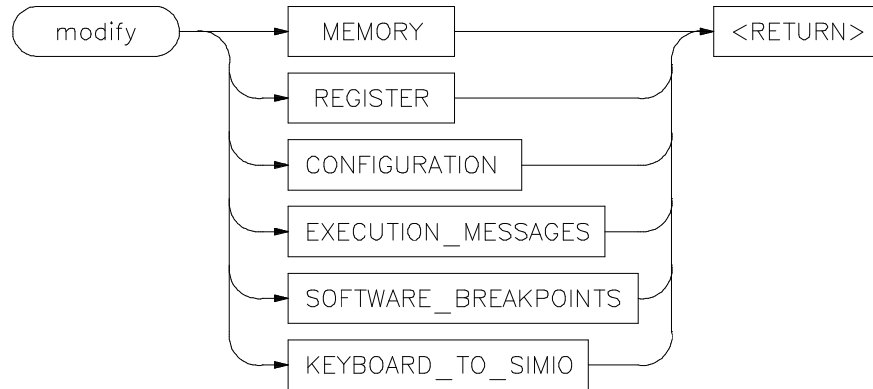 modify
MEMORY
<RETURN>
REGISTER
CONFIGURATION
EXECUTION_MESSAGES
SOFTWARE_BREAKPOINTS
KEYBOARD_TO_SIMIO